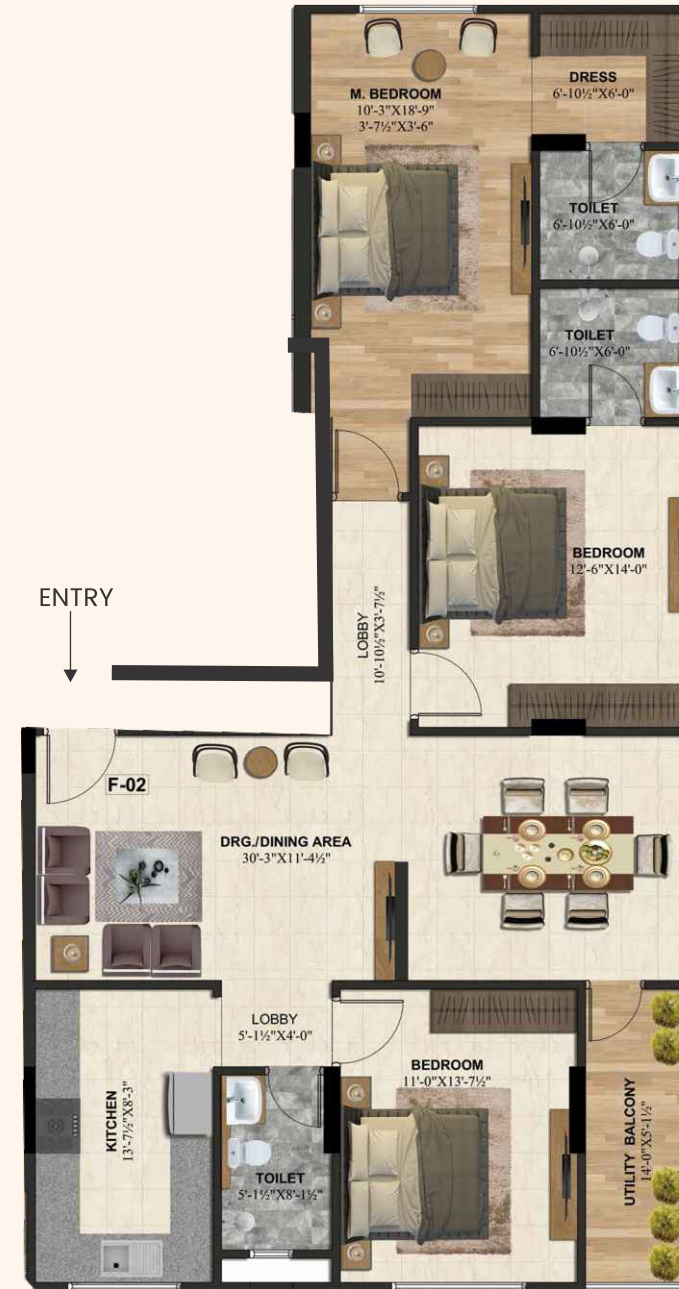 M. BEDROOM
10'-3"X18'-9"
3'-7½"X3'-6"
DRESS
6'-10½"X6'-0"
TOILET
6'-10½"X6'-0"
TOILET
6'-10½"X6'-0"
BEDROOM
12'-6"X14'-0"
ENTRY
LOBBY
10'-10½"X3'-7½"
F-02
DRG./DINING AREA
30'-3"X11'-4½"
LOBBY
5'-1½"X4'-0"
KITCHEN
13'-7½"X8'-3"
BEDROOM
11'-0"X13'-7½"
TOILET
5'-1½"X8'-1½"
UTILITY BALCONY
14'-0"X5'-1½"